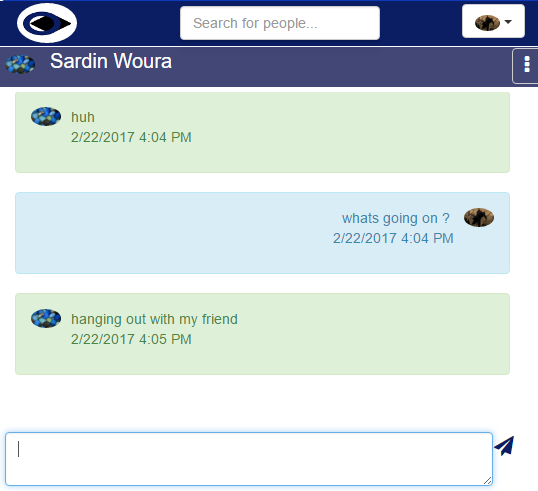 Search for people...
Sardin Woura
huh
2/22/2017 4:04 PM
whats going on ?
2/22/2017 4:04 PM
hanging out with my friend
2/22/2017 4:05 PM